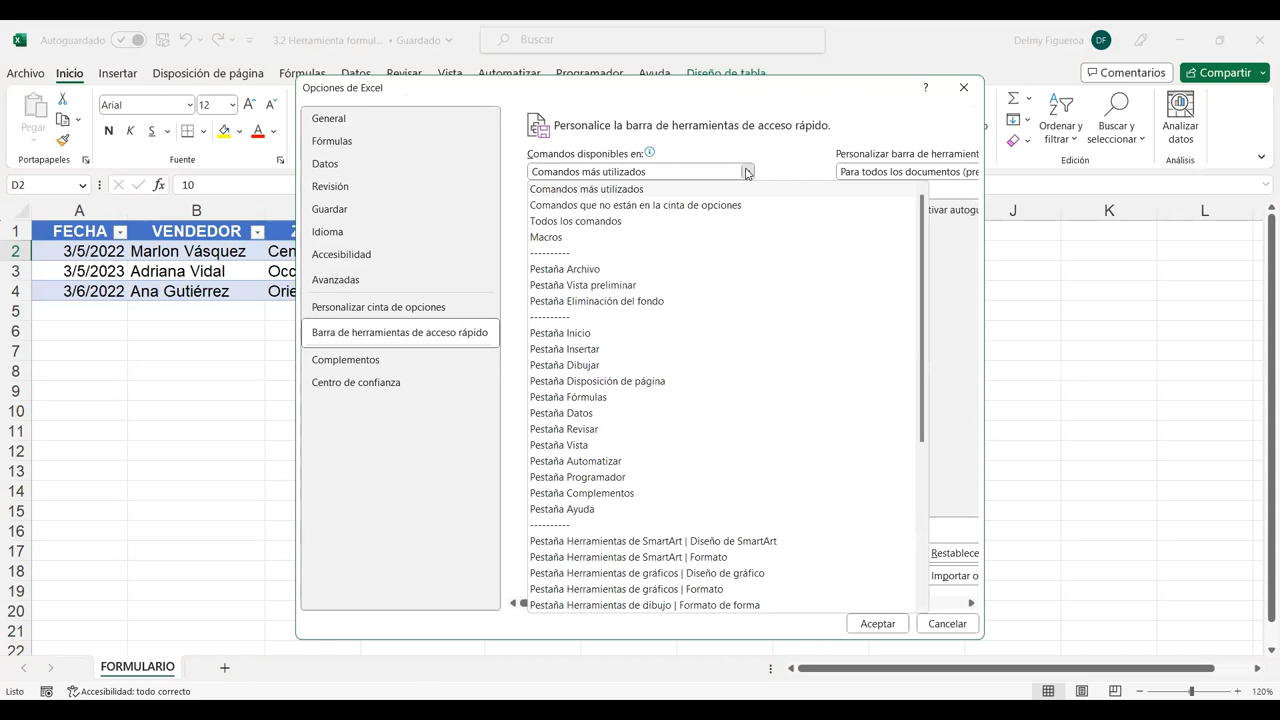 Autoguardado
3.2 Herramienta formul... • Guardado
Buscar
Delmy Figueroa
DF
Archivo Inicio Insertar Disposición de página Fórmulas Datos Revisar Vista Automatizar Programador Ayuda Diseño de tabla
Comentarios
Compartir
Pegar
Portapapeles
Arial 12
N K S
Fuente
Ordenar y filtrar
Buscar y seleccionar
Edición
Analizar datos
Análisis
D2 fx 10
A B J K L
1 FECHA VENDEDOR
2 3/5/2022 Marlon Vásquez Cen
3 3/5/2023 Adriana Vidal Occ
4 3/6/2022 Ana Gutiérrez Orie
5
6
7
8
9
10
11
12
13
14
15
16
17
18
19
20
21
22
Opciones de Excel
?
General
Fórmulas
Datos
Revisión
Guardar
Idioma
Accesibilidad
Avanzadas
Personalizar cinta de opciones
Barra de herramientas de acceso rápido
Complementos
Centro de confianza
Personalice la barra de herramientas de acceso rápido.
Comandos disponibles en:
Comandos más utilizados
Personalizar barra de herramient
Para todos los documentos (pre
Comandos más utilizados
Comandos que no están en la cinta de opciones
Todos los comandos
Macros
----------
Pestaña Archivo
Pestaña Vista preliminar
Pestaña Eliminación del fondo
----------
Pestaña Inicio
Pestaña Insertar
Pestaña Dibujar
Pestaña Disposición de página
Pestaña Fórmulas
Pestaña Datos
Pestaña Revisar
Pestaña Vista
Pestaña Automatizar
Pestaña Programador
Pestaña Complementos
Pestaña Ayuda
----------
Pestaña Herramientas de SmartArt | Diseño de SmartArt
Pestaña Herramientas de SmartArt | Formato
Pestaña Herramientas de gráficos | Diseño de gráfico
Pestaña Herramientas de gráficos | Formato
Pestaña Herramientas de dibujo | Formato de forma
tivar autogu
Restablece
Importar o
Aceptar
Cancelar
FORMULARIO
Listo
Accesibilidad: todo correcto
120%